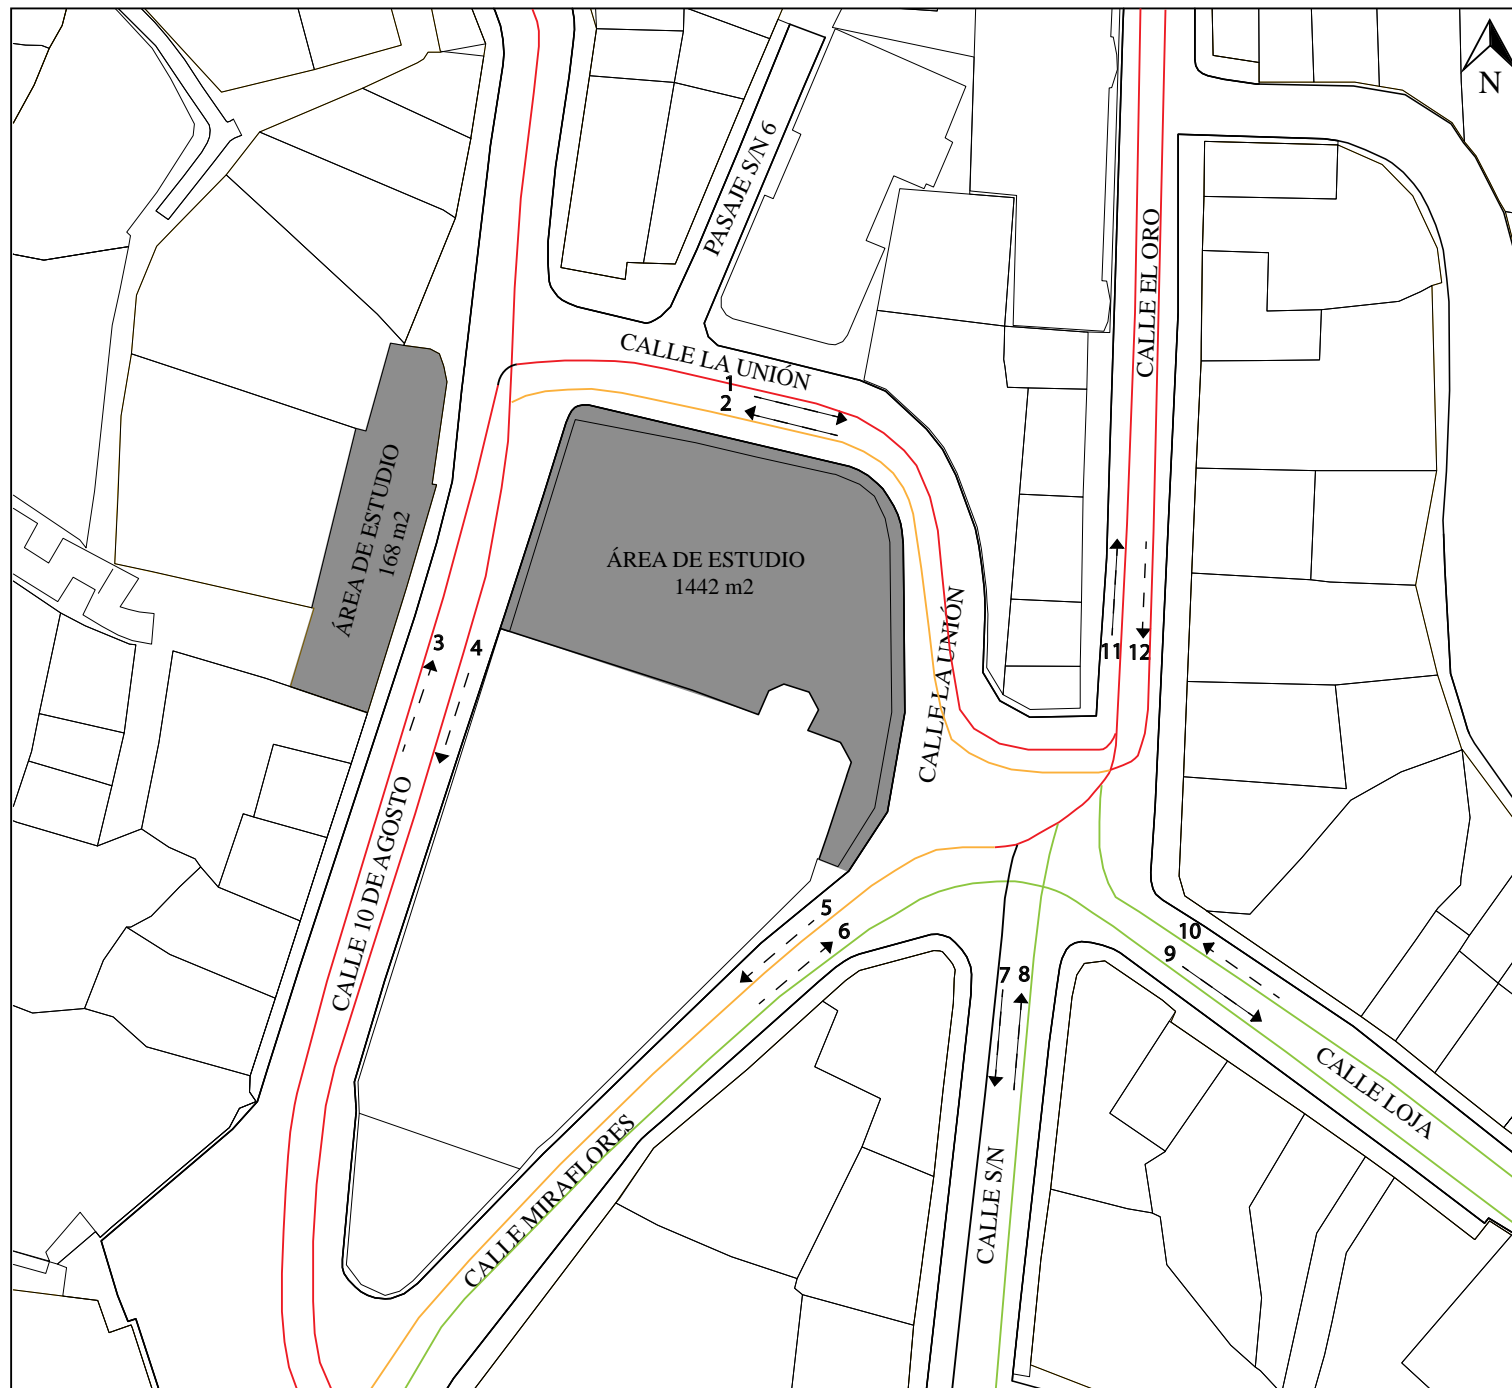 N
PASAJE S/N 6
CALLE EL ORO
CALLE LA UNIÓN
1
2
ÁREA DE ESTUDIO
168 m2
ÁREA DE ESTUDIO
1442 m2
3
4
CALLE LA UNIÓN
11
12
CALLE 10 DE AGOSTO
5
6
7
8
9
10
CALLE MIRAFLORES
CALLE S/N
CALLE LOJA